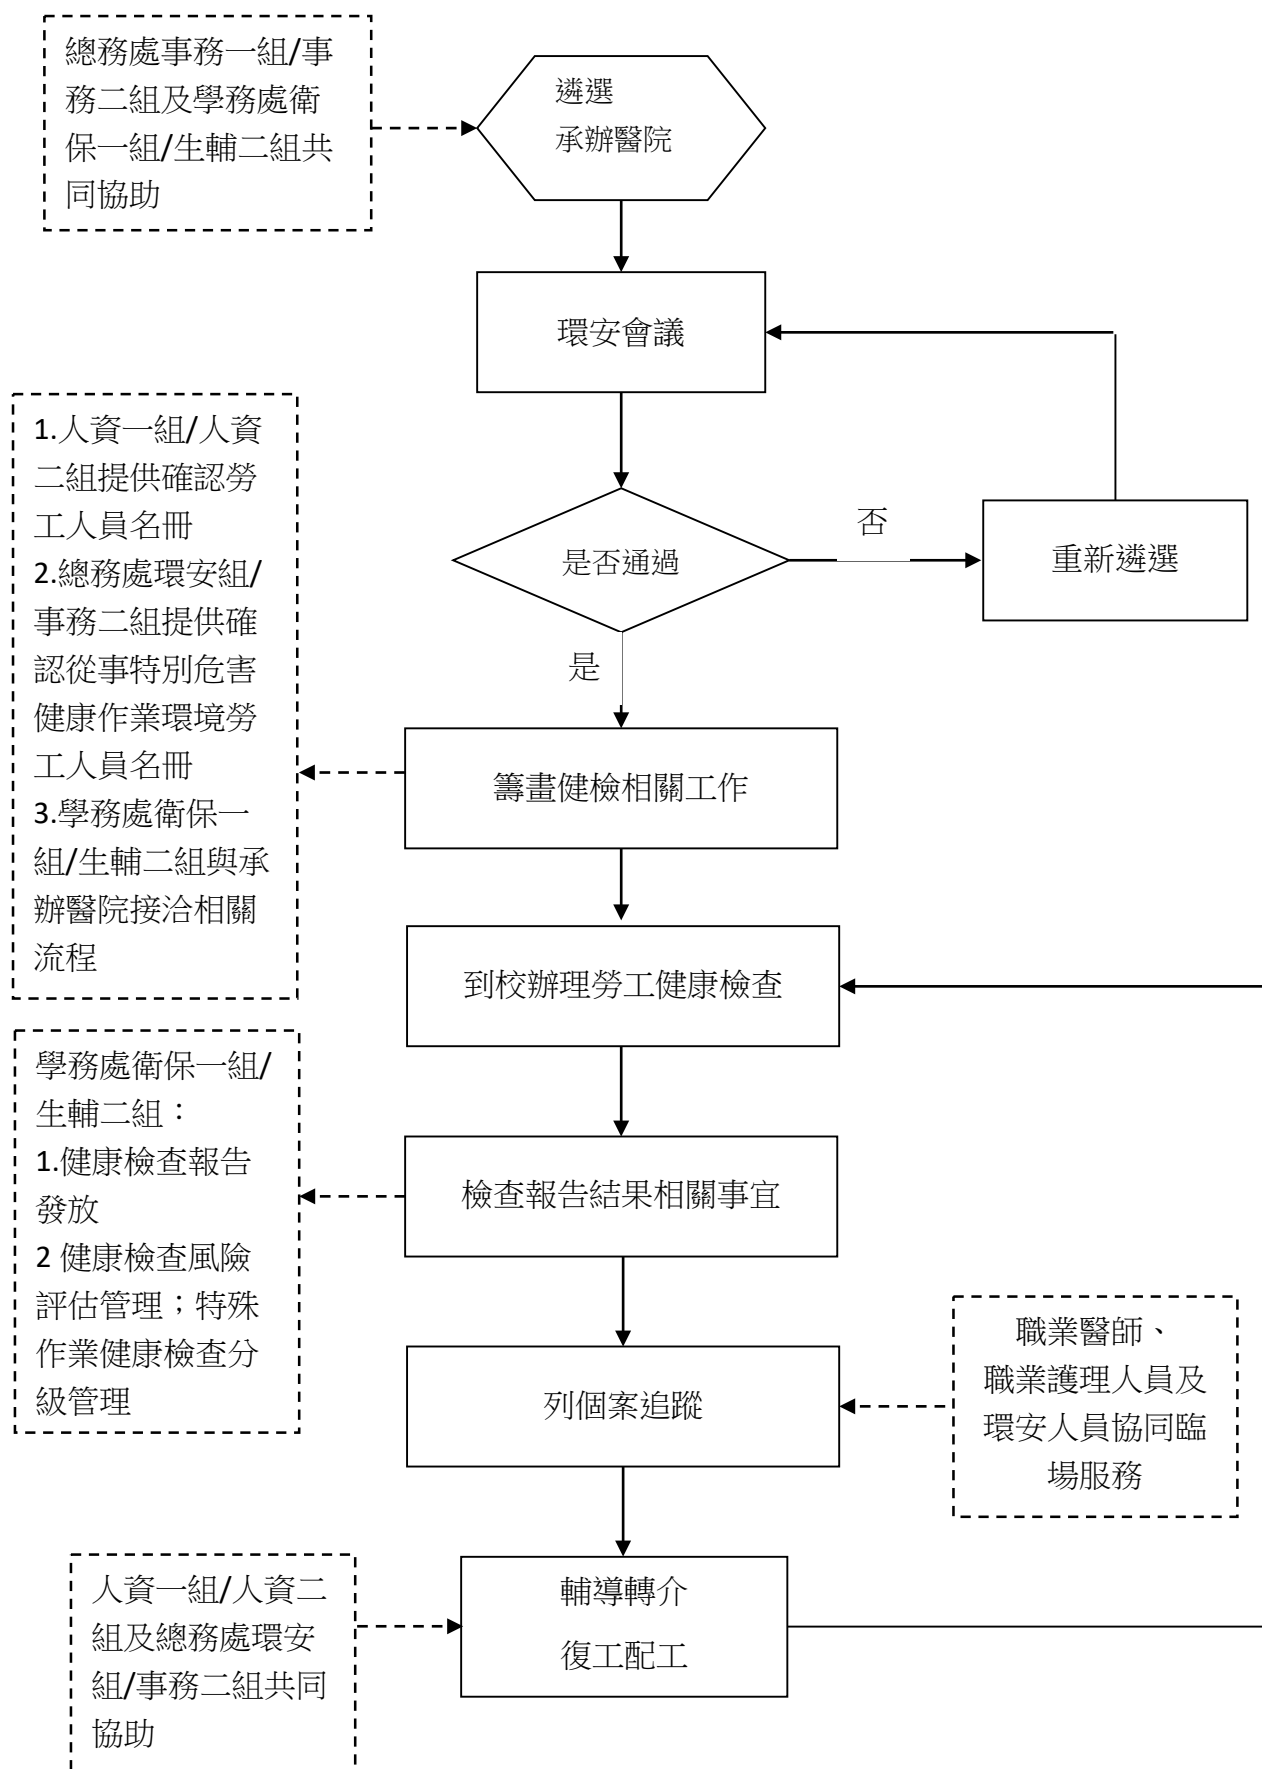 總務處事務一組/事
務二組及學務處衛
保一組/生輔二組共
同協助
遴選
承辦醫院
環安會議
1.人資一組/人資
二組提供確認勞
工人員名冊
2.總務處環安組/
事務二組提供確
認從事特別危害
健康作業環境勞
工人員名冊
3.學務處衛保一
組/生輔二組與承
辦醫院接洽相關
流程
是否通過
否
重新遴選
是
籌畫健檢相關工作
到校辦理勞工健康檢查
學務處衛保一組/
生輔二組：
1.健康檢查報告
發放
2 健康檢查風險
評估管理；特殊
作業健康檢查分
級管理
檢查報告結果相關事宜
列個案追蹤
職業醫師、
職業護理人員及
環安人員協同臨
場服務
人資一組/人資二
組及總務處環安
組/事務二組共同
協助
輔導轉介
復工配工